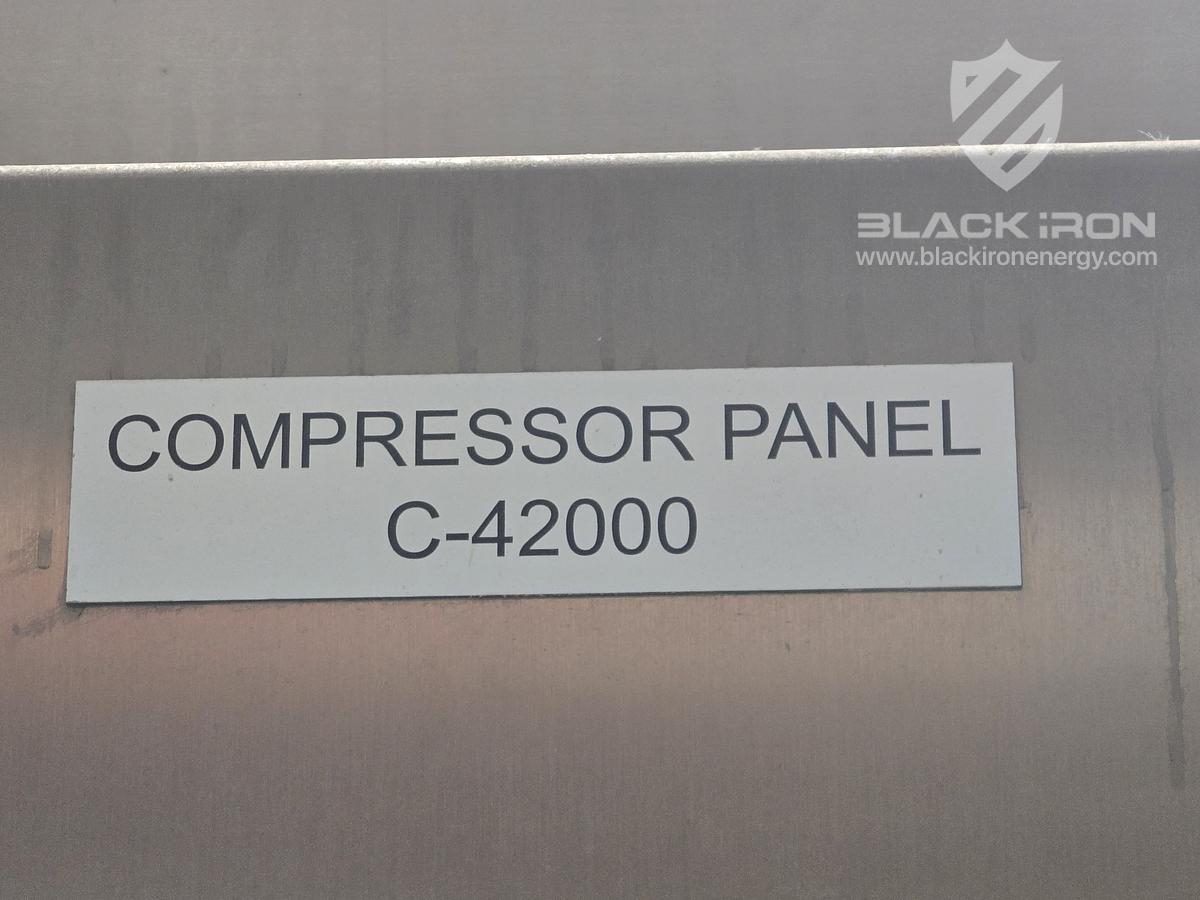 BLACK iRON
www.blackironenergy.com
COMPRESSOR PANEL
C-42000